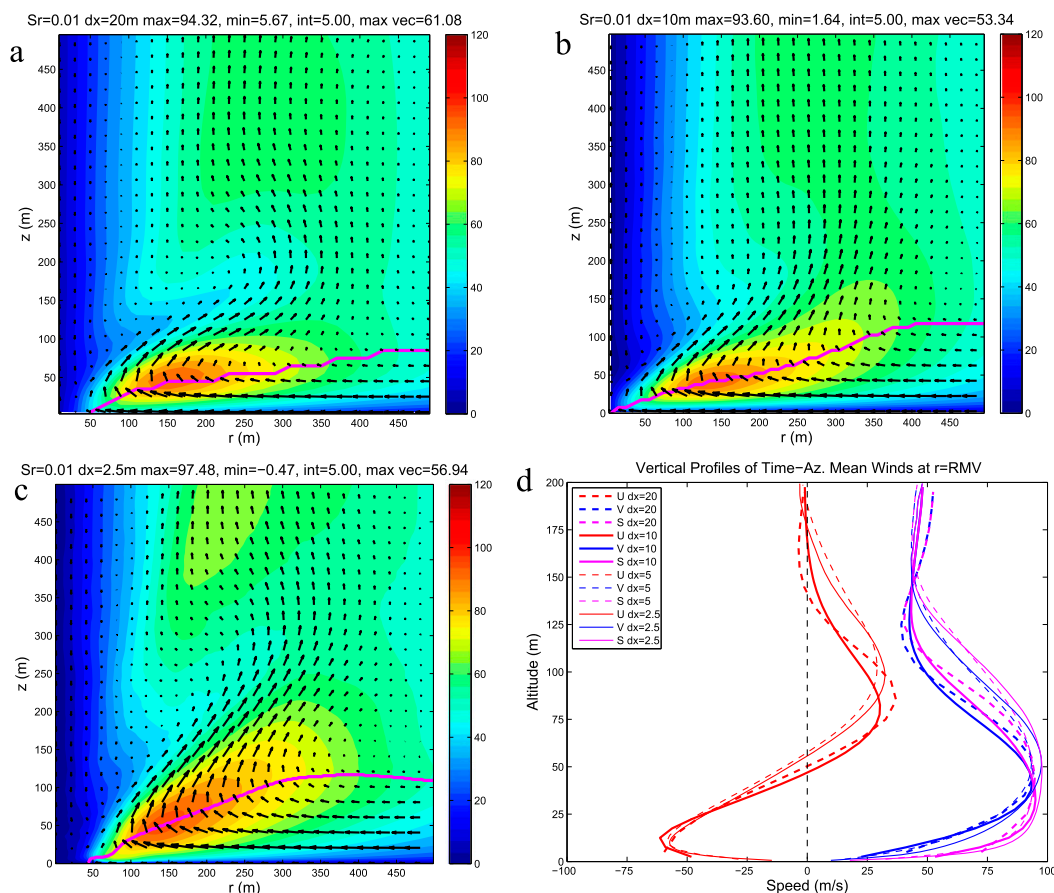 Sr=0.01 dx=20m max=94.32, min=5.67, int=5.00, max vec=61.08
a
z (m)
500
450
400
350
300
250
200
150
100
50
0
50 100 150 200 250 300 350 400 450
r (m)
120
100
80
60
40
20
0
Sr=0.01 dx=10m max=93.60, min=1.64, int=5.00, max vec=53.34
b
z (m)
450
400
350
300
250
200
150
100
50
0
50 100 150 200 250 300 350 400 450
r (m)
120
100
80
60
40
20
0
Sr=0.01 dx=2.5m max=97.48, min=−0.47, int=5.00, max vec=56.94
c
z (m)
450
400
350
300
250
200
150
100
50
0
50 100 150 200 250 300 350 400 450
r (m)
120
100
80
60
40
20
0
Vertical Profiles of Time−Az. Mean Winds at r=RMV
d
U dx=20
V dx=20
S dx=20
U dx=10
V dx=10
S dx=10
U dx=5
V dx=5
S dx=5
U dx=2.5
V dx=2.5
S dx=2.5
Altitude (m)
200
175
150
125
100
75
50
25
0
−100 −75 −50 −25 0 25 50 75 100
Speed (m/s)